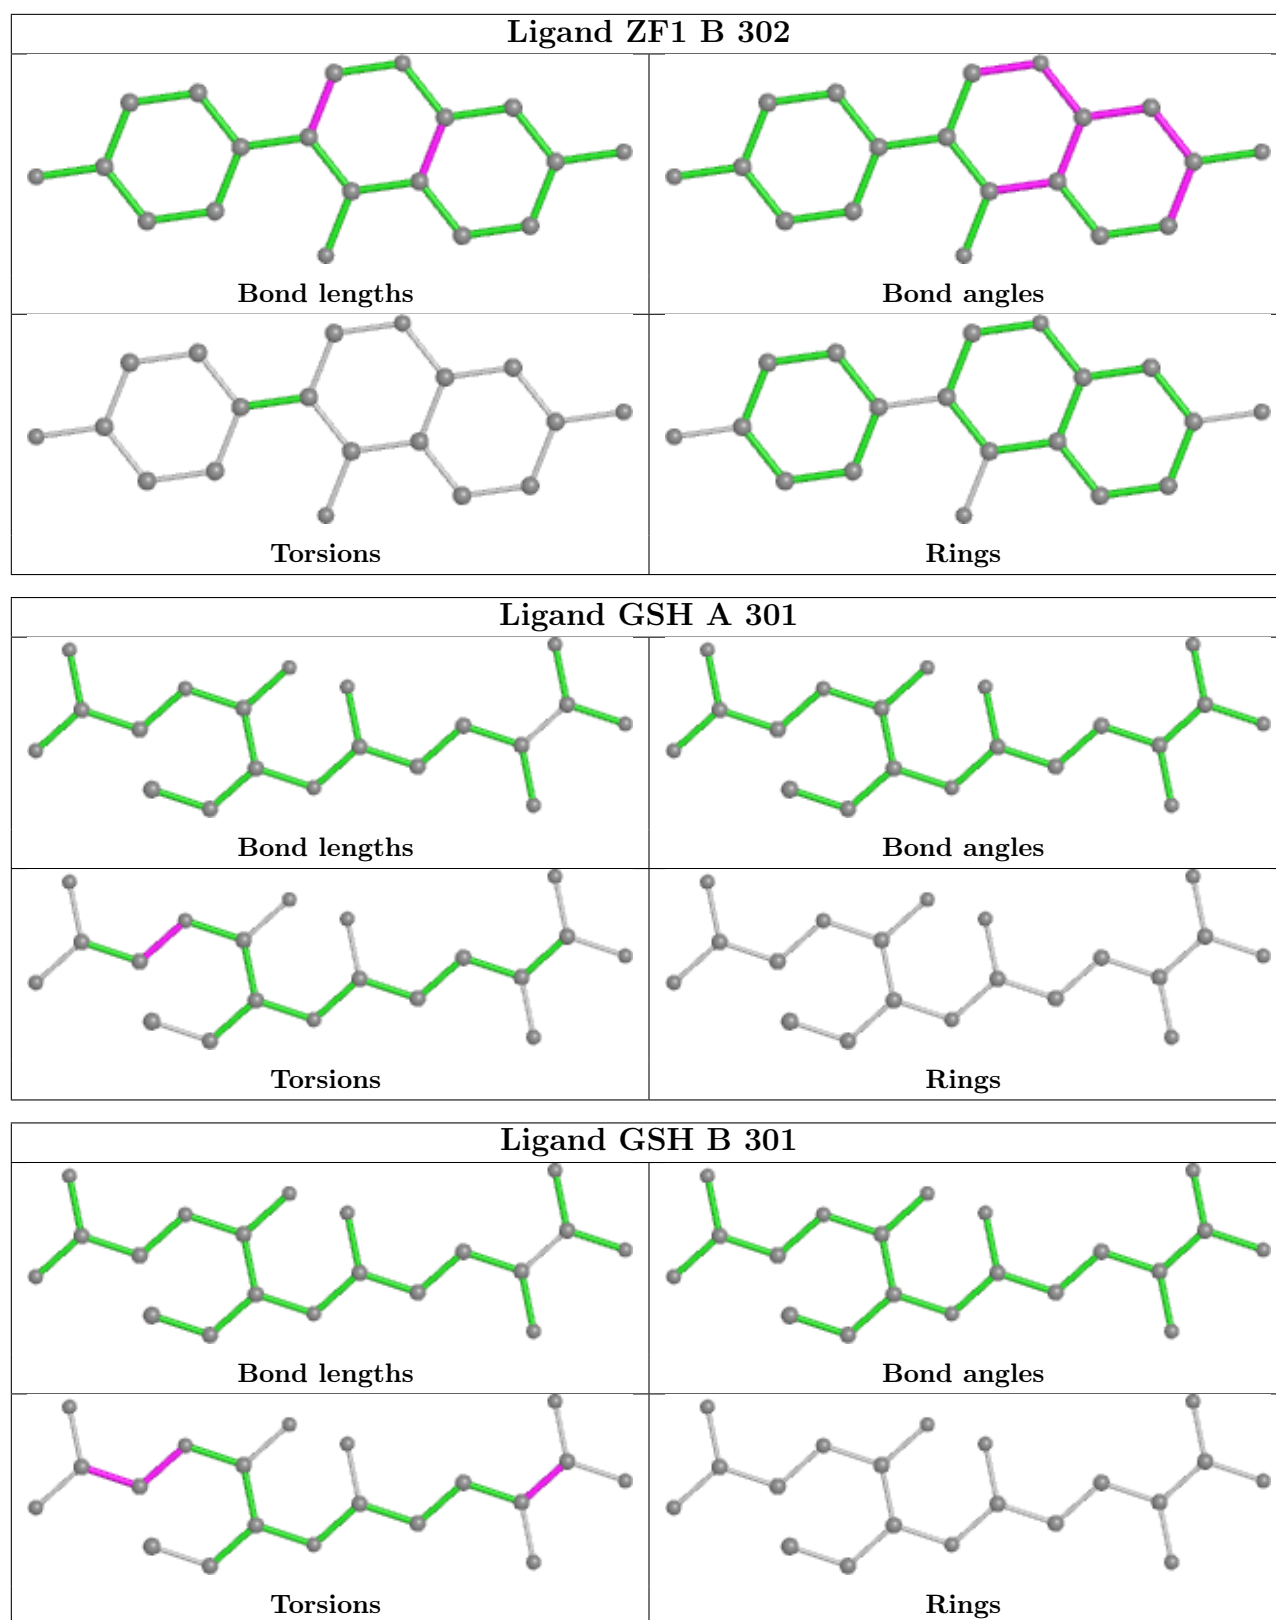 Ligand ZF1 B 302
Bond lengths
Bond angles
Torsions
Rings
Ligand GSH A 301
Bond lengths
Bond angles
Torsions
Rings
Ligand GSH B 301
Bond lengths
Bond angles
Torsions
Rings